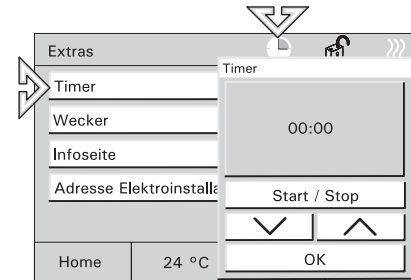 Extras
Timer
Wecker
Infoseite
Adresse Elektroinstalla
Home
24 °C
Timer
00:00
Start / Stop
OK